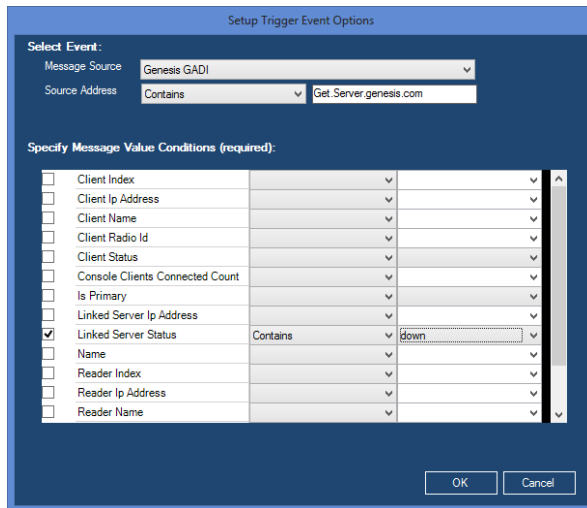 Setup Trigger Event Options
Select Event:
Message Source Genesis GADI
Source Address Contains Get.Server.genesis.com
Specify Message Value Conditions (required):
Client Index
Client Ip Address
Client Name
Client Radio Id
Client Status
Console Clients Connected Count
Is Primary
Linked Server Ip Address
Linked Server Status Contains down
Name
Reader Index
Reader Ip Address
Reader Name
OK Cancel